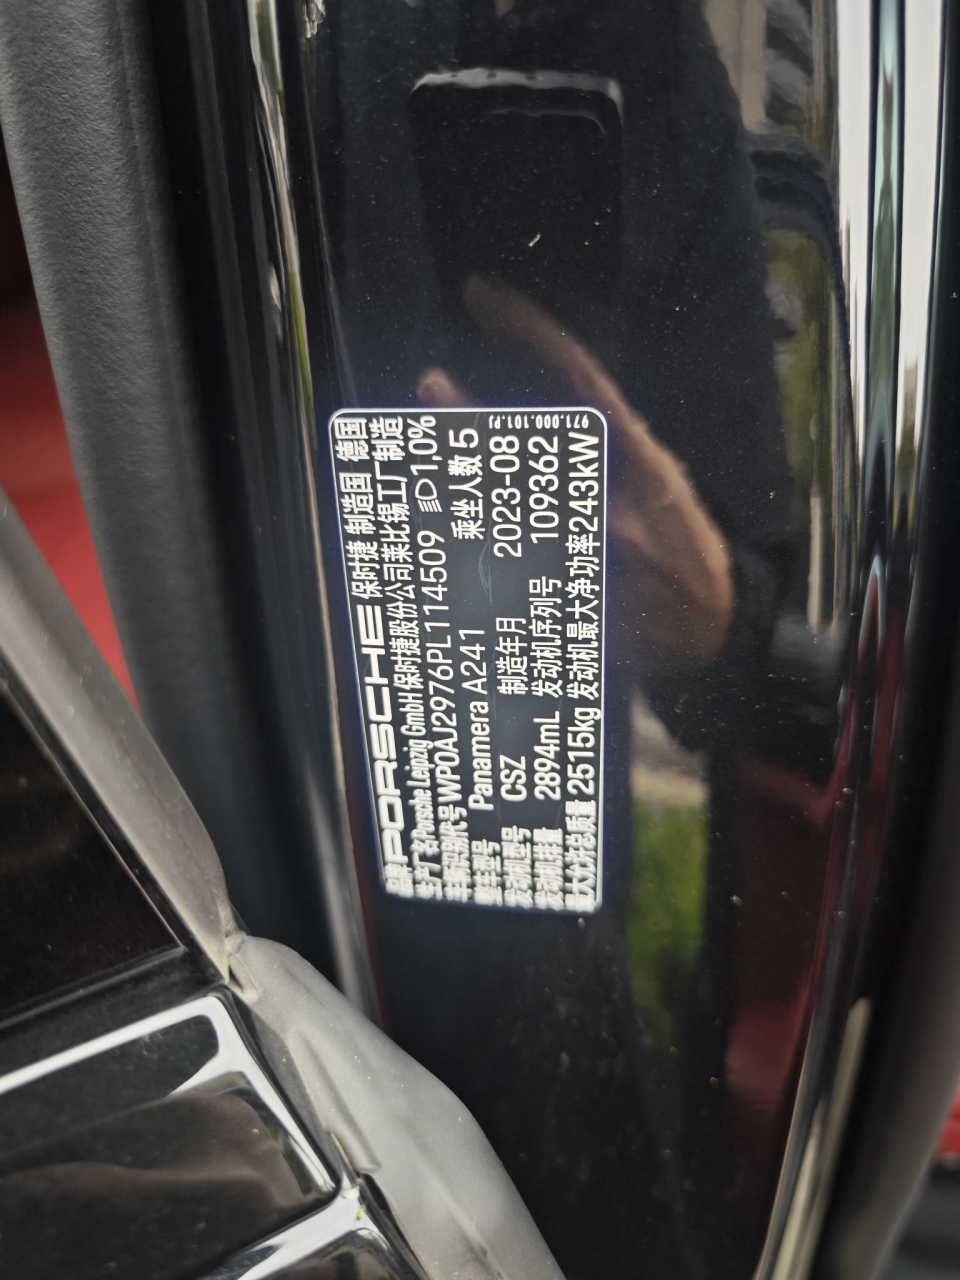 品牌 PORSCHE 保时捷 制造国 德国
生产厂名 Porsche Leipzig GmbH 保时捷股份公司莱比锡工厂制造
车辆识别代号 WP0AJ2976PL114509 1,0%
整车型号 Panamera A241 乘坐人数 5
发动机型号 CSZ 制造年月 2023-08
发动机排量 2894mL 发动机序列号 109362
最大允许总质量 2515kg 发动机最大净功率 243kW
971.000.101.PJ